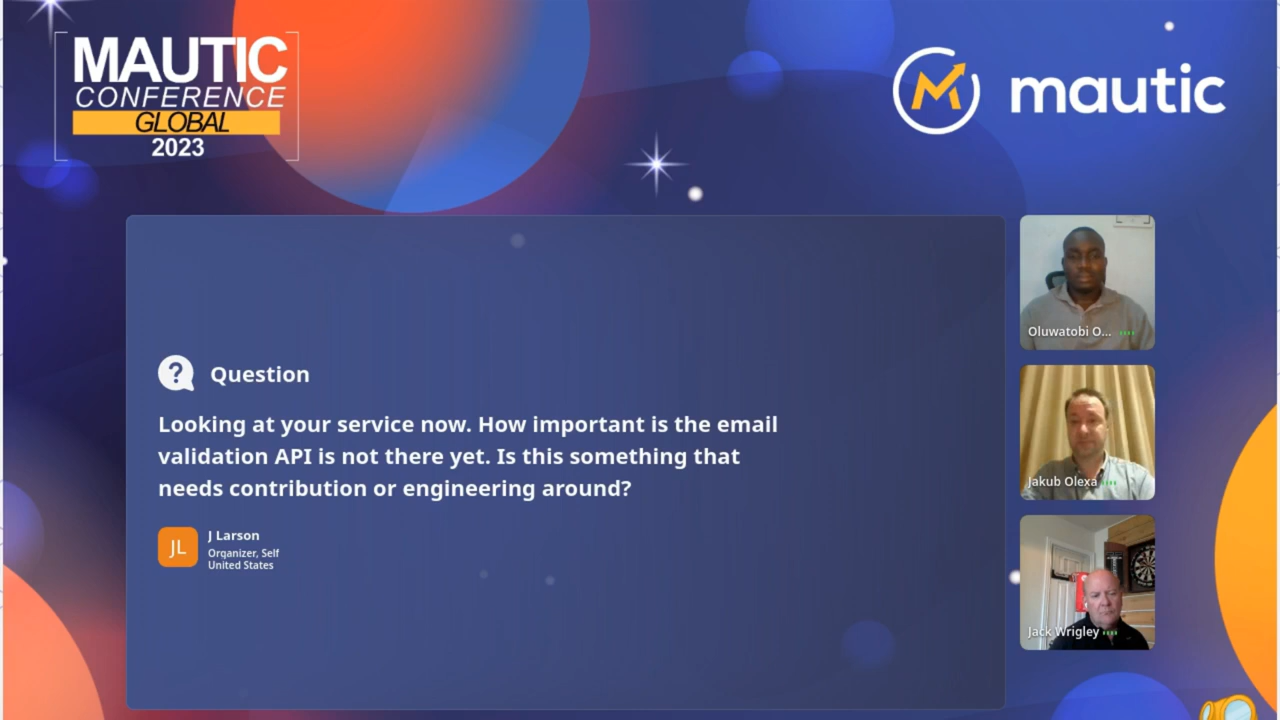 MAUTIC
CONFERENCE
GLOBAL
2023
mautic
Question
Looking at your service now. How important is the email
validation API is not there yet. Is this something that
needs contribution or engineering around?
JL
J Larson
Organizer, Self
United States
Oluwatobi O...
Jakub Olexa
Jack Wrigley